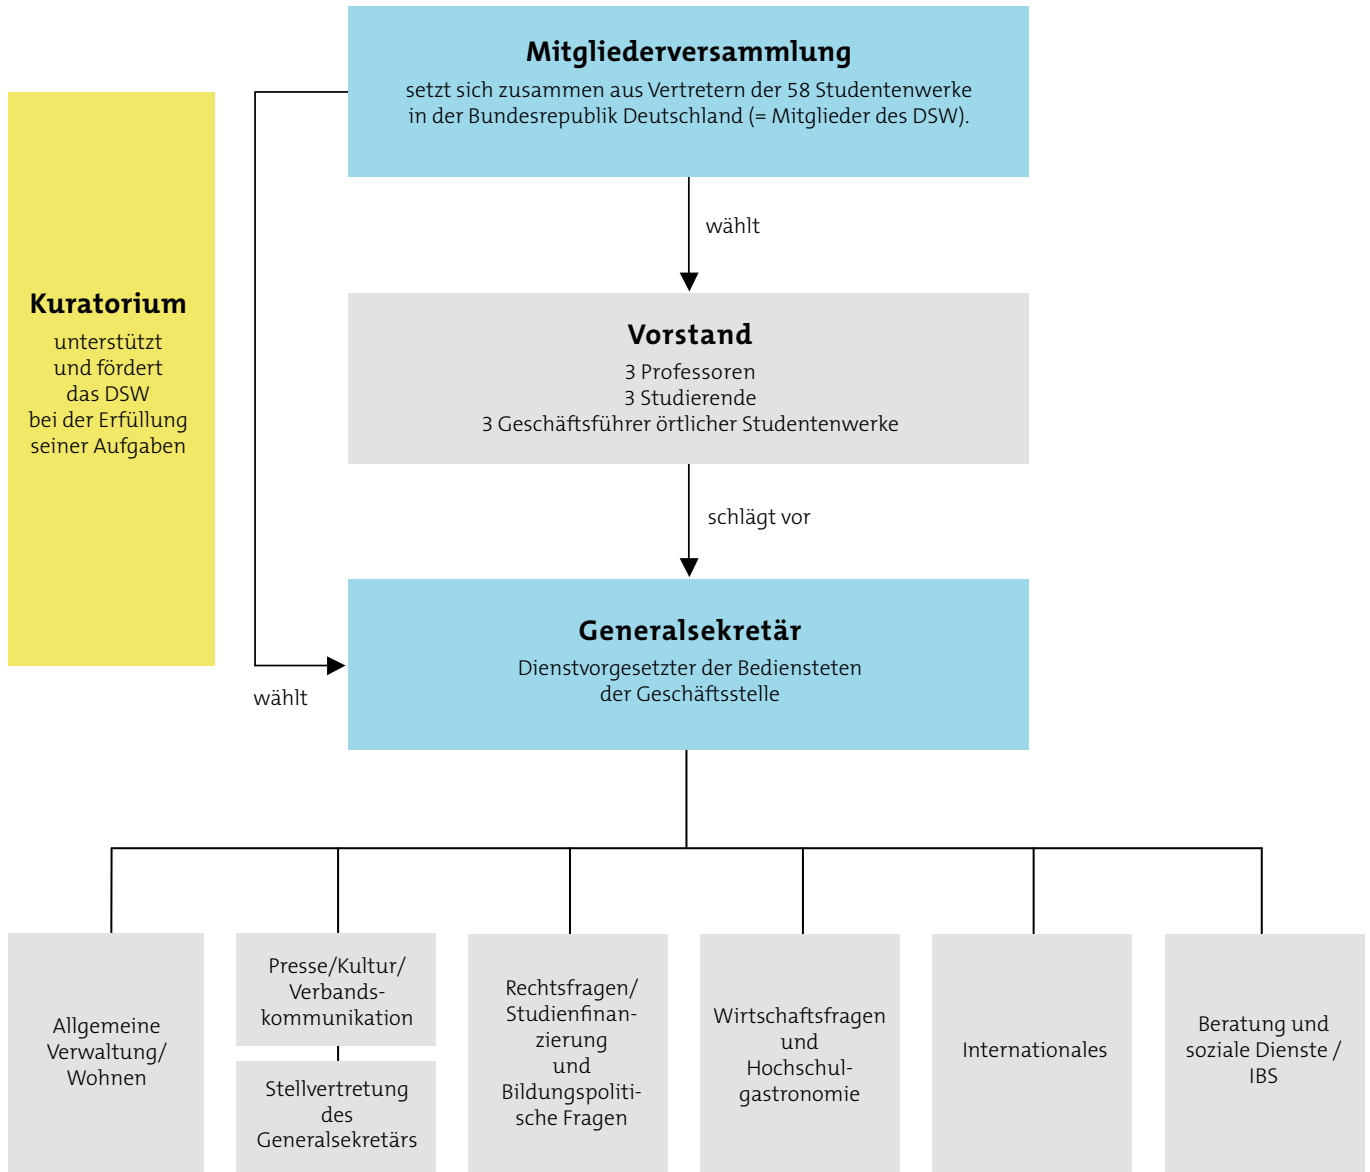 Mitgliederversammlung
setzt sich zusammen aus Vertretern der 58 Studentenwerke
in der Bundesrepublik Deutschland (= Mitglieder des DSW).
wählt
Kuratorium
unterstützt
und fördert
das DSW
bei der Erfüllung
seiner Aufgaben
Vorstand
3 Professoren
3 Studierende
3 Geschäftsführer örtlicher Studentenwerke
schlägt vor
Generalsekretär
Dienstvorgesetzter der Bediensteten
der Geschäftsstelle
wählt
Allgemeine
Verwaltung/
Wohnen
Presse/Kultur/
Verbands-
kommunikation
Stellvertretung
des
Generalsekretärs
Rechtsfragen/
Studienfinan-
zierung
und
Bildungspoliti-
sche Fragen
Wirtschaftsfragen
und
Hochschul-
gastronomie
Internationales
Beratung und
soziale Dienste /
IBS